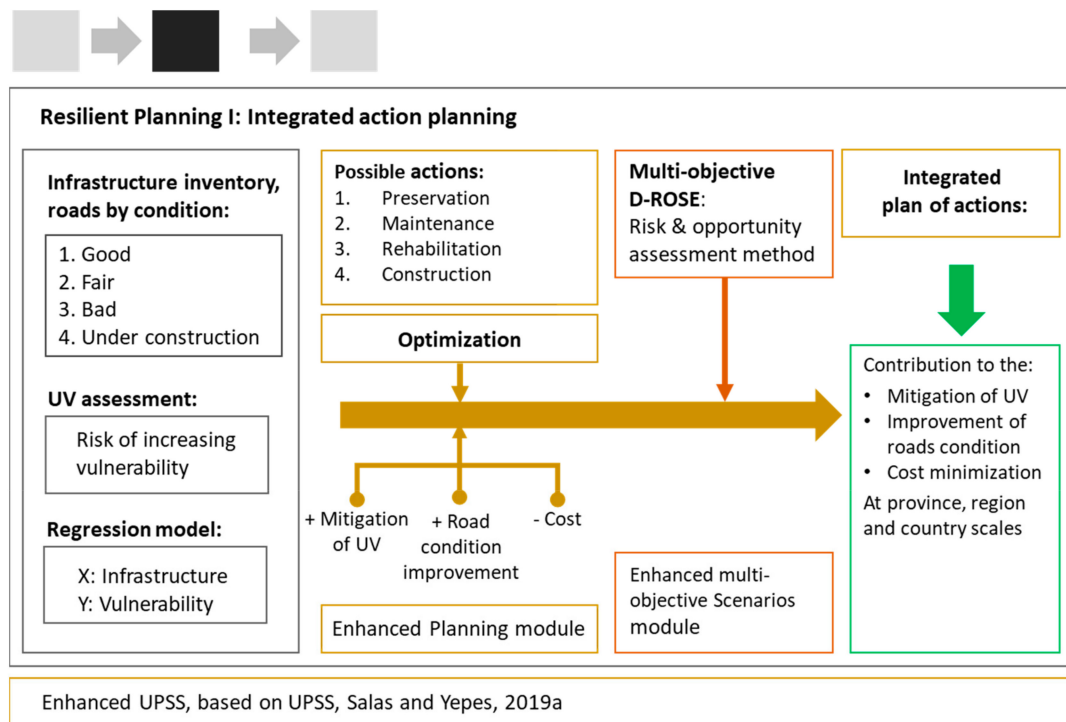 Resilient Planning I: Integrated action planning
Infrastructure inventory,
roads by condition:
1. Good
2. Fair
3. Bad
4. Under construction
UV assessment:
Risk of increasing
vulnerability
Regression model:
X: Infrastructure
Y: Vulnerability
Possible actions:
1. Preservation
2. Maintenance
3. Rehabilitation
4. Construction
Optimization
+ Mitigation
of UV
+ Road
condition
improvement
- Cost
Enhanced Planning module
Multi-objective
D-ROSE:
Risk & opportunity
assessment method
Enhanced multi-
objective Scenarios
module
Integrated
plan of actions:
Contribution to the:
• Mitigation of UV
• Improvement of
roads condition
• Cost minimization
At province, region
and country scales
Enhanced UPSS, based on UPSS, Salas and Yepes, 2019a